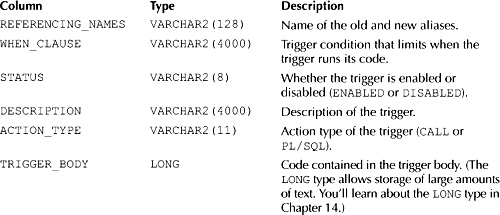 Column Type Description
REFERENCING_NAMES VARCHAR2(128) Name of the old and new aliases.
WHEN_CLAUSE VARCHAR2(4000) Trigger condition that limits when the
trigger runs its code.
STATUS VARCHAR2(8) Whether the trigger is enabled or
disabled (ENABLED or DISABLED).
DESCRIPTION VARCHAR2(4000) Description of the trigger.
ACTION_TYPE VARCHAR2(11) Action type of the trigger (CALL or
PL/SQL).
TRIGGER_BODY LONG Code contained in the trigger body. (The
LONG type allows storage of large amounts
of text. You'll learn about the LONG type in
Chapter 14.)